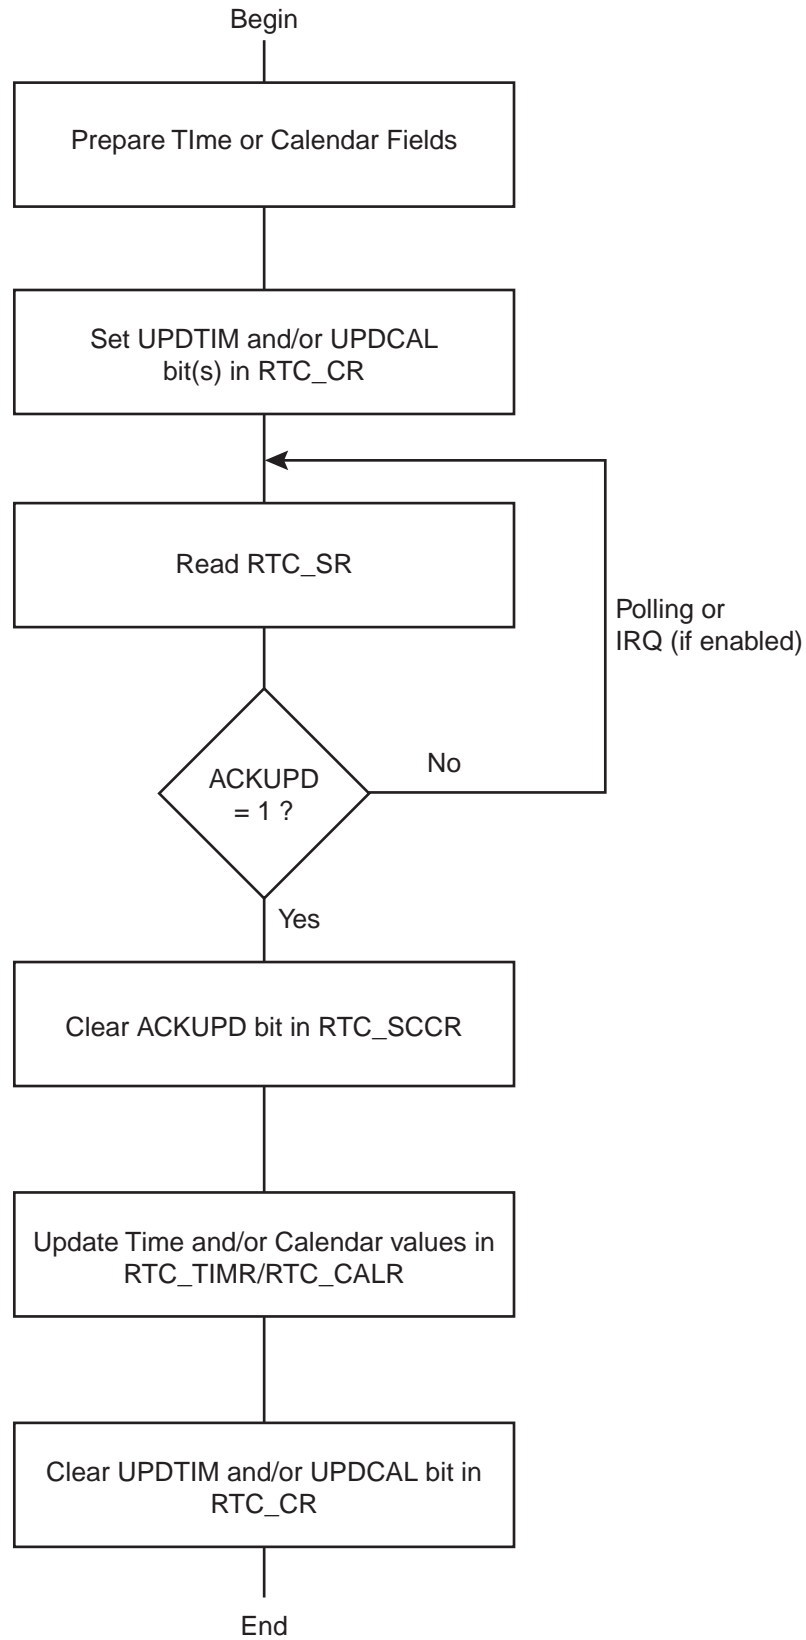 Begin
Prepare TIme or Calendar Fields
Set UPDTIM and/or UPDCAL
bit(s) in RTC_CR
Read RTC_SR
Polling or
IRQ (if enabled)
ACKUPD
= 1 ?
No
Yes
Clear ACKUPD bit in RTC_SCCR
Update Time and/or Calendar values in
RTC_TIMR/RTC_CALR
Clear UPDTIM and/or UPDCAL bit in
RTC_CR
End